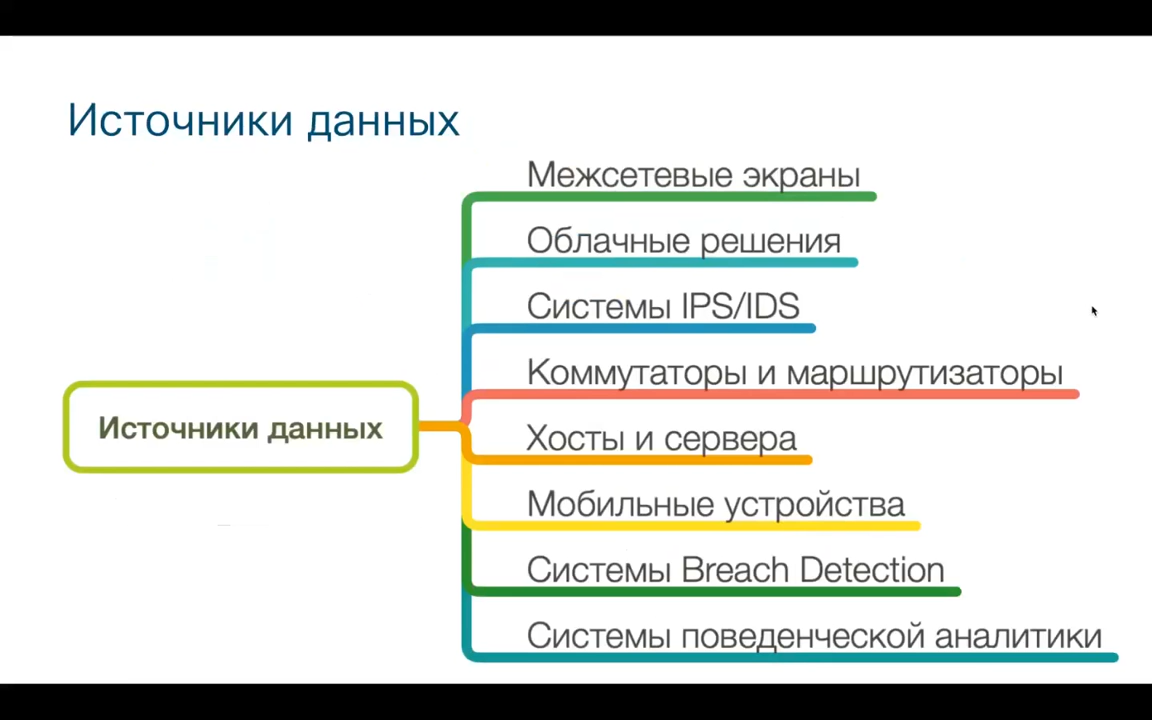 Источники данных
Межсетевые экраны
Облачные решения
Системы IPS/IDS
Коммутаторы и маршрутизаторы
Источники данных
Хосты и сервера
Мобильные устройства
Системы Breach Detection
Системы поведенческой аналитики